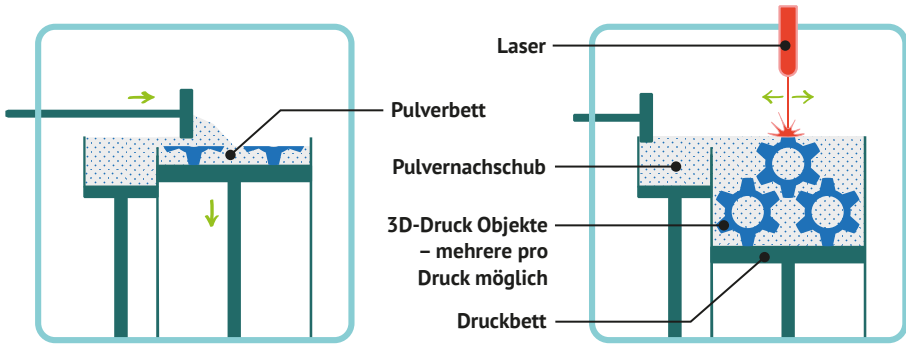 Laser
Pulverbett
Pulvernachschub
3D-Druck Objekte
– mehrere pro
Druck möglich
Druckbett